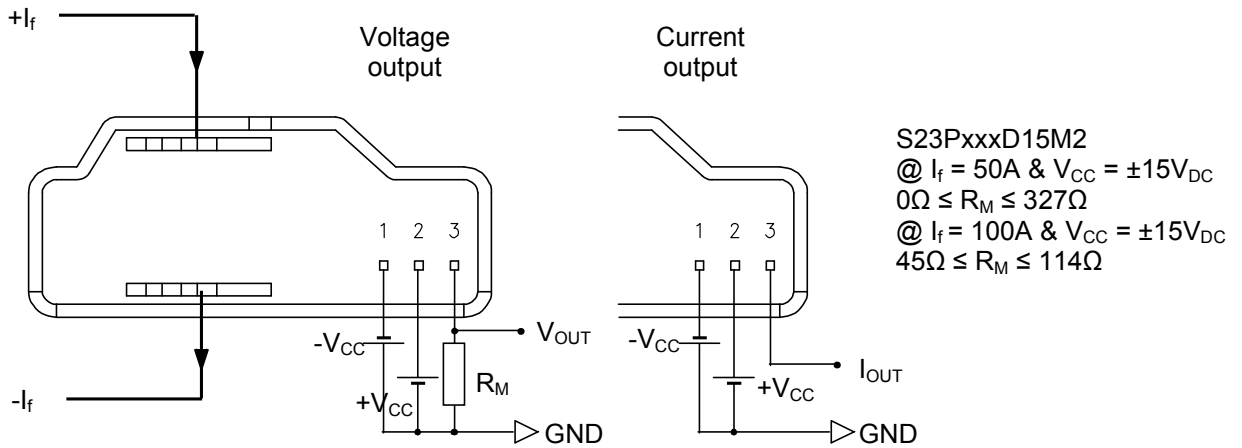 +If
Voltage
output
Current
output
S23PxxxD15M2
@ If = 50A & VCC = ±15VDC
0Ω ≤ RM ≤ 327Ω
@ If = 100A & VCC = ±15VDC
45Ω ≤ RM ≤ 114Ω
1 2 3
1 2 3
-VCC
VOUT
RM
+VCC
-If
GND
-VCC
IOUT
+VCC
GND